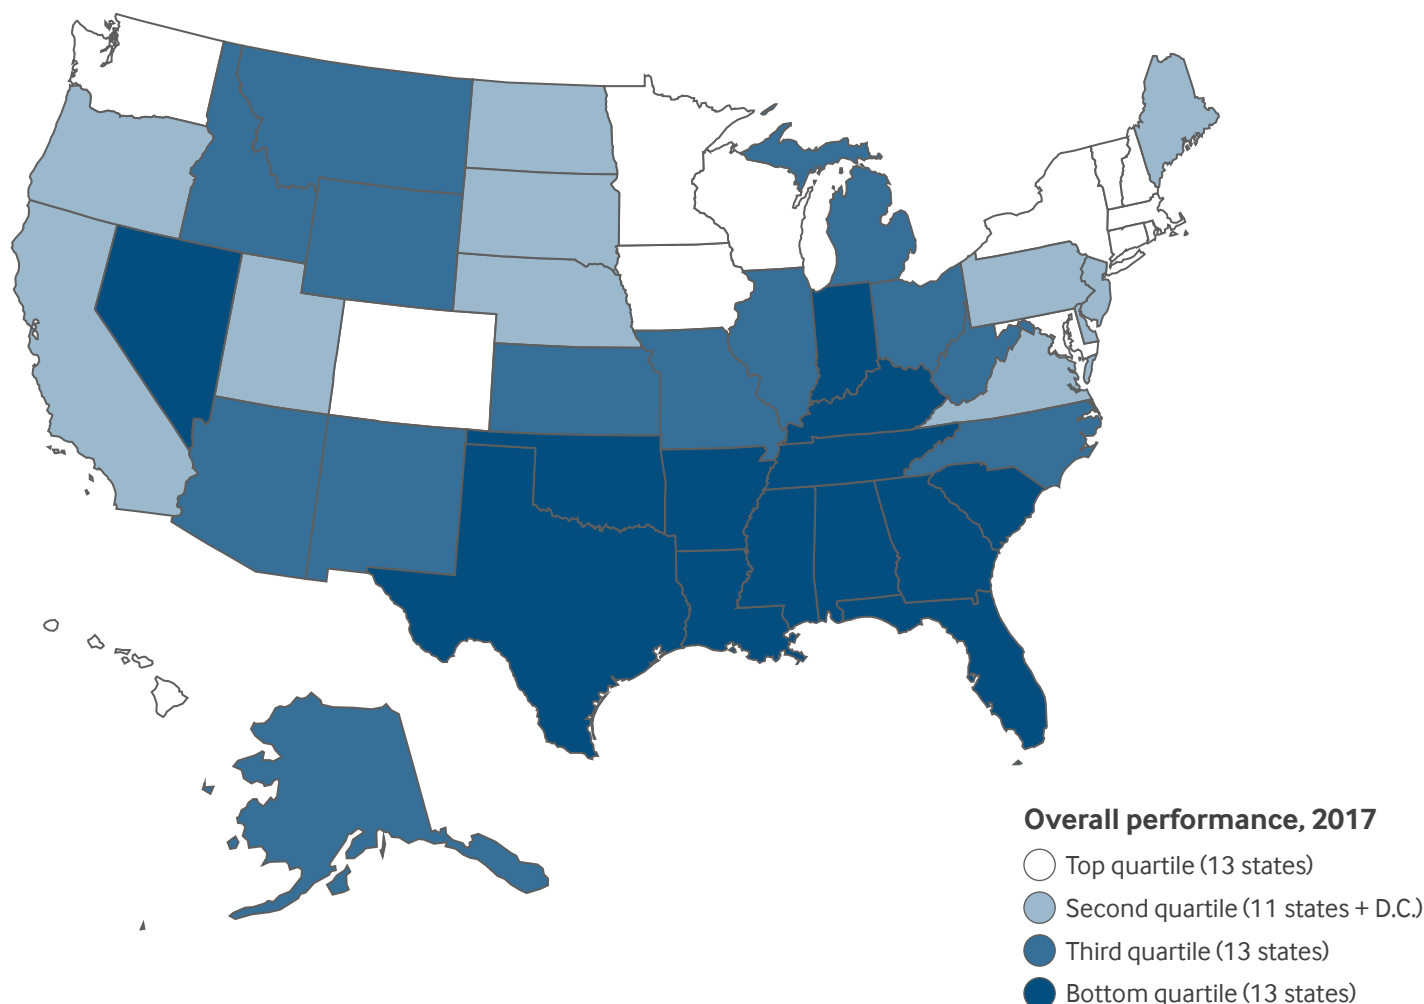 Overall performance, 2017
Top quartile (13 states)
Second quartile (11 states + D.C.)
Third quartile (13 states)
Bottom quartile (13 states)